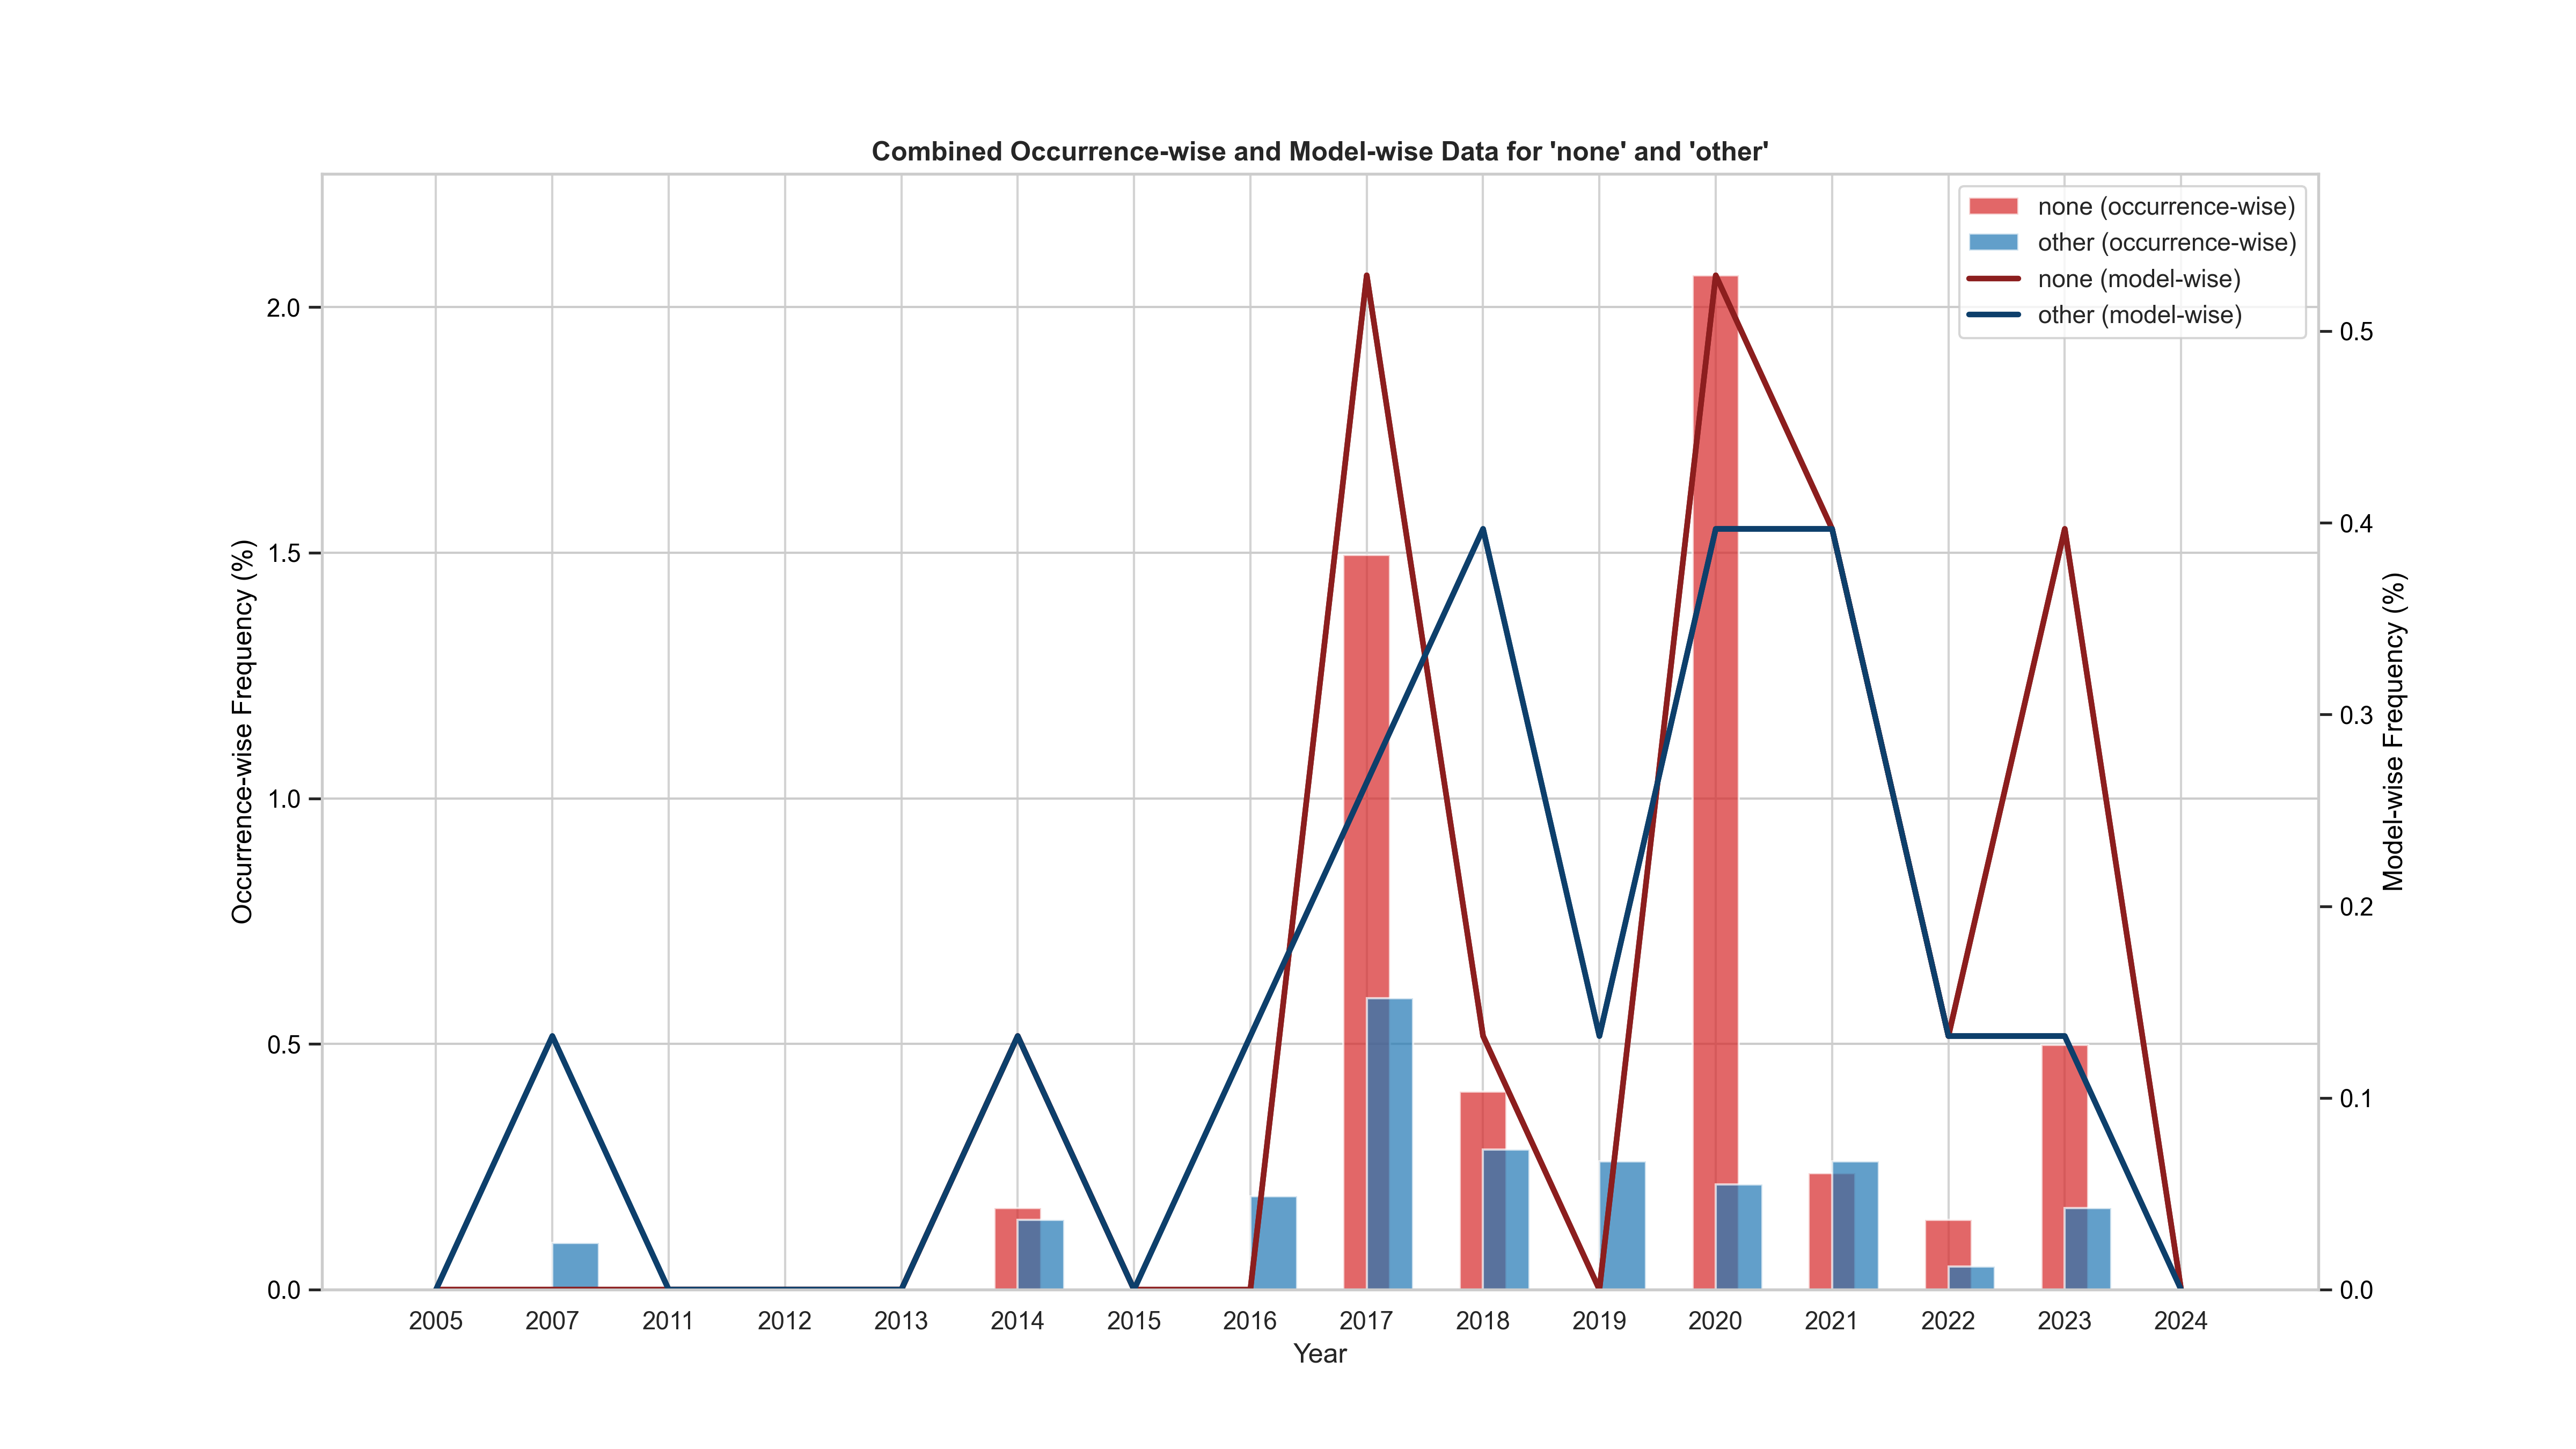 Combined Occurrence-wise and Model-wise Data for 'none' and 'other'
none (occurrence-wise)
other (occurrence-wise)
none (model-wise)
other (model-wise)
Occurrence-wise Frequency (%)
2.0
1.5
1.0
0.5
0.0
Model-wise Frequency (%)
0.5
0.4
0.3
0.2
0.1
0.0
2005 2007 2011 2012 2013 2014 2015 2016 2017 2018 2019 2020 2021 2022 2023 2024
Year